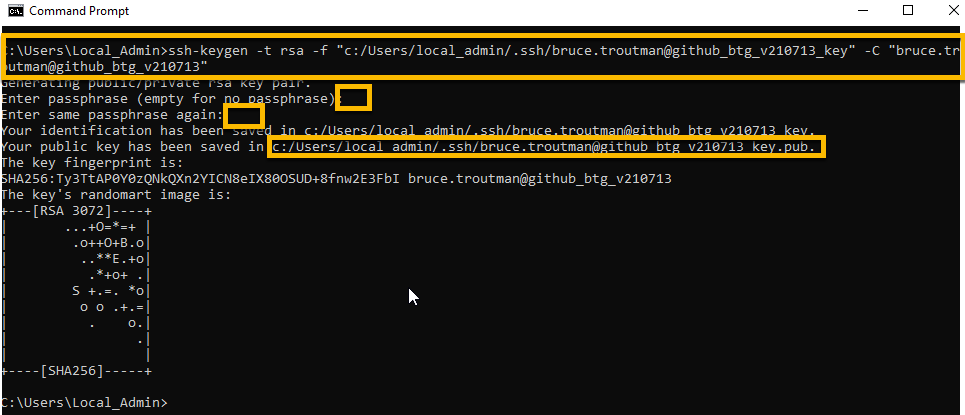 Command Prompt
C:\Users\Local_Admin>ssh-keygen -t rsa -f "c:/Users/local_admin/.ssh/bruce.troutman@github_btg_v210713_key" -C "bruce.tr
outman@github_btg_v210713"
Generating public/private rsa key pair.
Enter passphrase (empty for no passphrase):
Enter same passphrase again:
Your identification has been saved in c:/Users/local_admin/.ssh/bruce.troutman@github_btg_v210713_key.
Your public key has been saved in c:/Users/local_admin/.ssh/bruce.troutman@github_btg_v210713_key.pub.
The key fingerprint is:
SHA256:Ty3TtAP0Y0zQNkQXn2YICN8eIX80OSUD+8fnw2E3FbI bruce.troutman@github_btg_v210713
The key's randomart image is:
+---[RSA 3072]----+
|       ...+O=*=+ |
|        .o++O+B.o|
|         ..**E.+o|
|          .*+o+ .|
|        S +.=. *o|
|         o o .+.=|
|          .    o.|
|                .|
|                 |
+----[SHA256]-----+
C:\Users\Local_Admin>